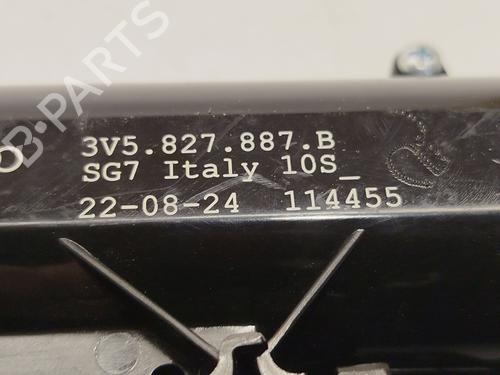 3V5.827.887.B
SG7 Italy 10S_
22-08-24 114455
B-PARTS